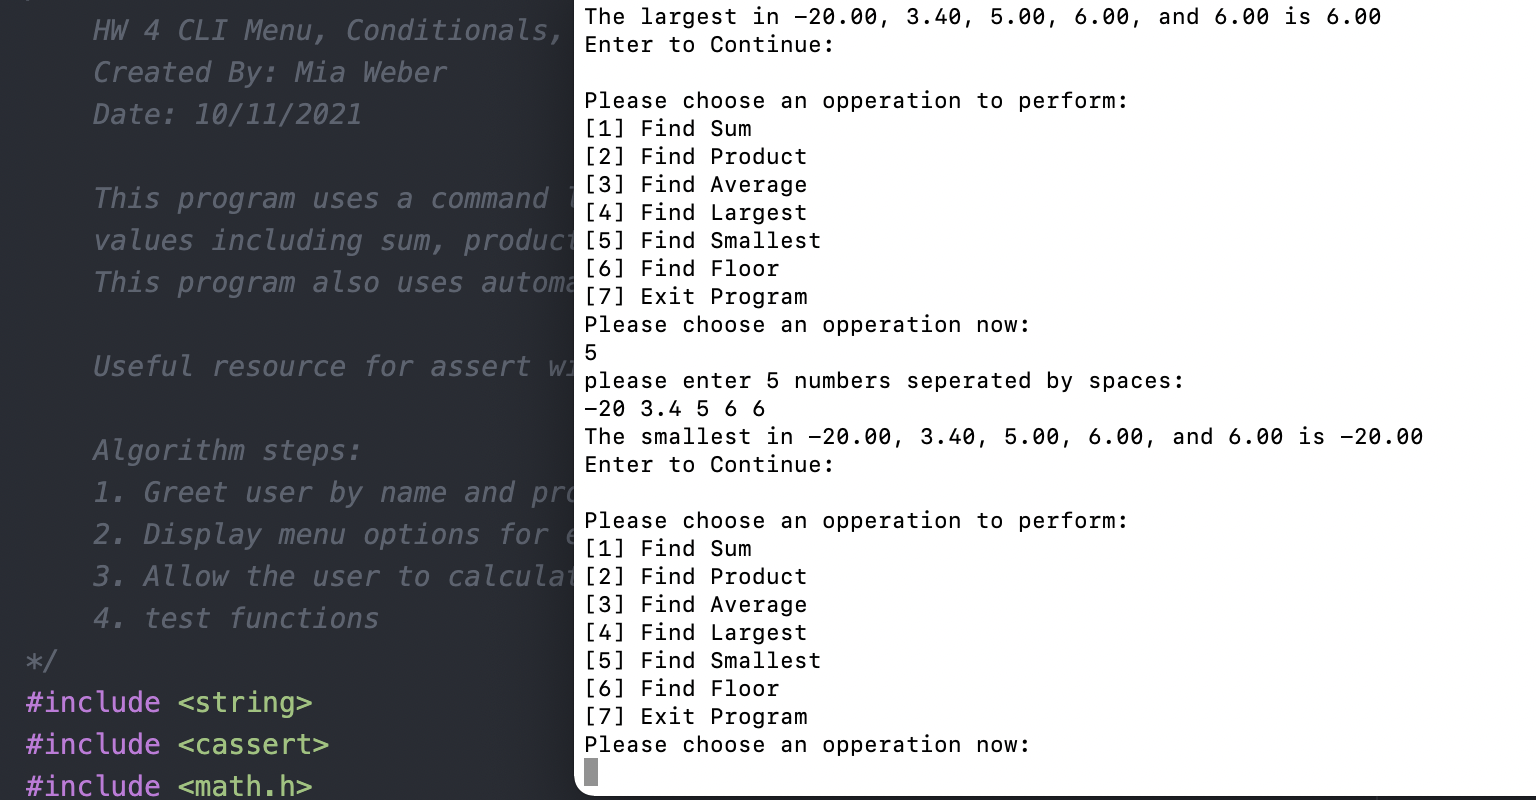 HW 4 CLI Menu, Conditionals,
Created By: Mia Weber
Date: 10/11/2021
This program uses a command
values including sum, product
This program also uses automa
Useful resource for assert wi
Algorithm steps:
1. Greet user by name and pro
2. Display menu options for e
3. Allow the user to calculat
4. test functions
*/
#include <string>
#include <cassert>
#include <math.h>
The largest in -20.00, 3.40, 5.00, 6.00, and 6.00 is 6.00
Enter to Continue:
Please choose an opperation to perform:
[1] Find Sum
[2] Find Product
[3] Find Average
[4] Find Largest
[5] Find Smallest
[6] Find Floor
[7] Exit Program
Please choose an opperation now:
5
please enter 5 numbers seperated by spaces:
-20 3.4 5 6 6
The smallest in -20.00, 3.40, 5.00, 6.00, and 6.00 is -20.00
Enter to Continue:
Please choose an opperation to perform:
[1] Find Sum
[2] Find Product
[3] Find Average
[4] Find Largest
[5] Find Smallest
[6] Find Floor
[7] Exit Program
Please choose an opperation now: